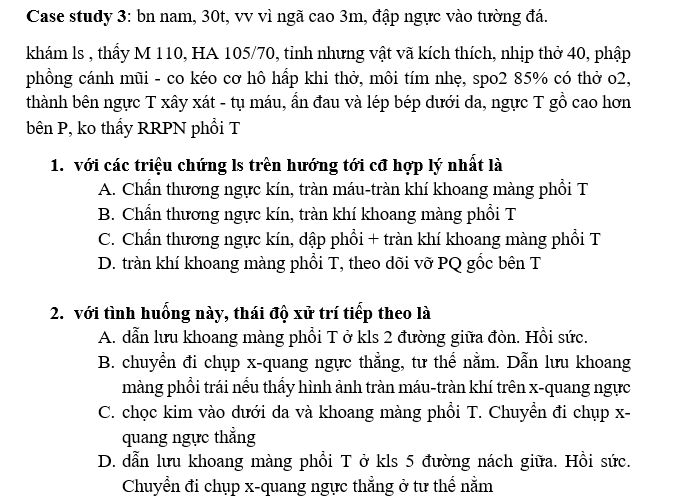 Case study 3: bn nam, 30t, vv vì ngã cao 3m, đập ngực vào tường đá.
khám ls , thấy M 110, HA 105/70, tỉnh nhưng vật vã kích thích, nhịp thở 40, phập
phồng cánh mũi - co kéo cơ hô hấp khi thở, môi tím nhẹ, spo2 85% có thở o2,
thành bên ngực T xây xát - tụ máu, ấn đau và lép bép dưới da, ngực T gồ cao hơn
bên P, ko thấy RRPN phổi T
1. với các triệu chứng ls trên hướng tới cđ hợp lý nhất là
A. Chấn thương ngực kín, tràn máu-tràn khí khoang màng phổi T
B. Chấn thương ngực kín, tràn khí khoang màng phổi T
C. Chấn thương ngực kín, dập phổi + tràn khí khoang màng phổi T
D. tràn khí khoang màng phổi T, theo dõi vỡ PQ gốc bên T
2. với tình huống này, thái độ xử trí tiếp theo là
A. dẫn lưu khoang màng phổi T ở kls 2 đường giữa đòn. Hồi sức.
B. chuyển đi chụp x-quang ngực thẳng, tư thế nằm. Dẫn lưu khoang
màng phổi trái nếu thấy hình ảnh tràn máu-tràn khí trên x-quang ngực
C. chọc kim vào dưới da và khoang màng phổi T. Chuyển đi chụp x-
quang ngực thẳng
D. dẫn lưu khoang màng phổi T ở kls 5 đường nách giữa. Hồi sức.
Chuyển đi chụp x-quang ngực thẳng ở tư thế nằm